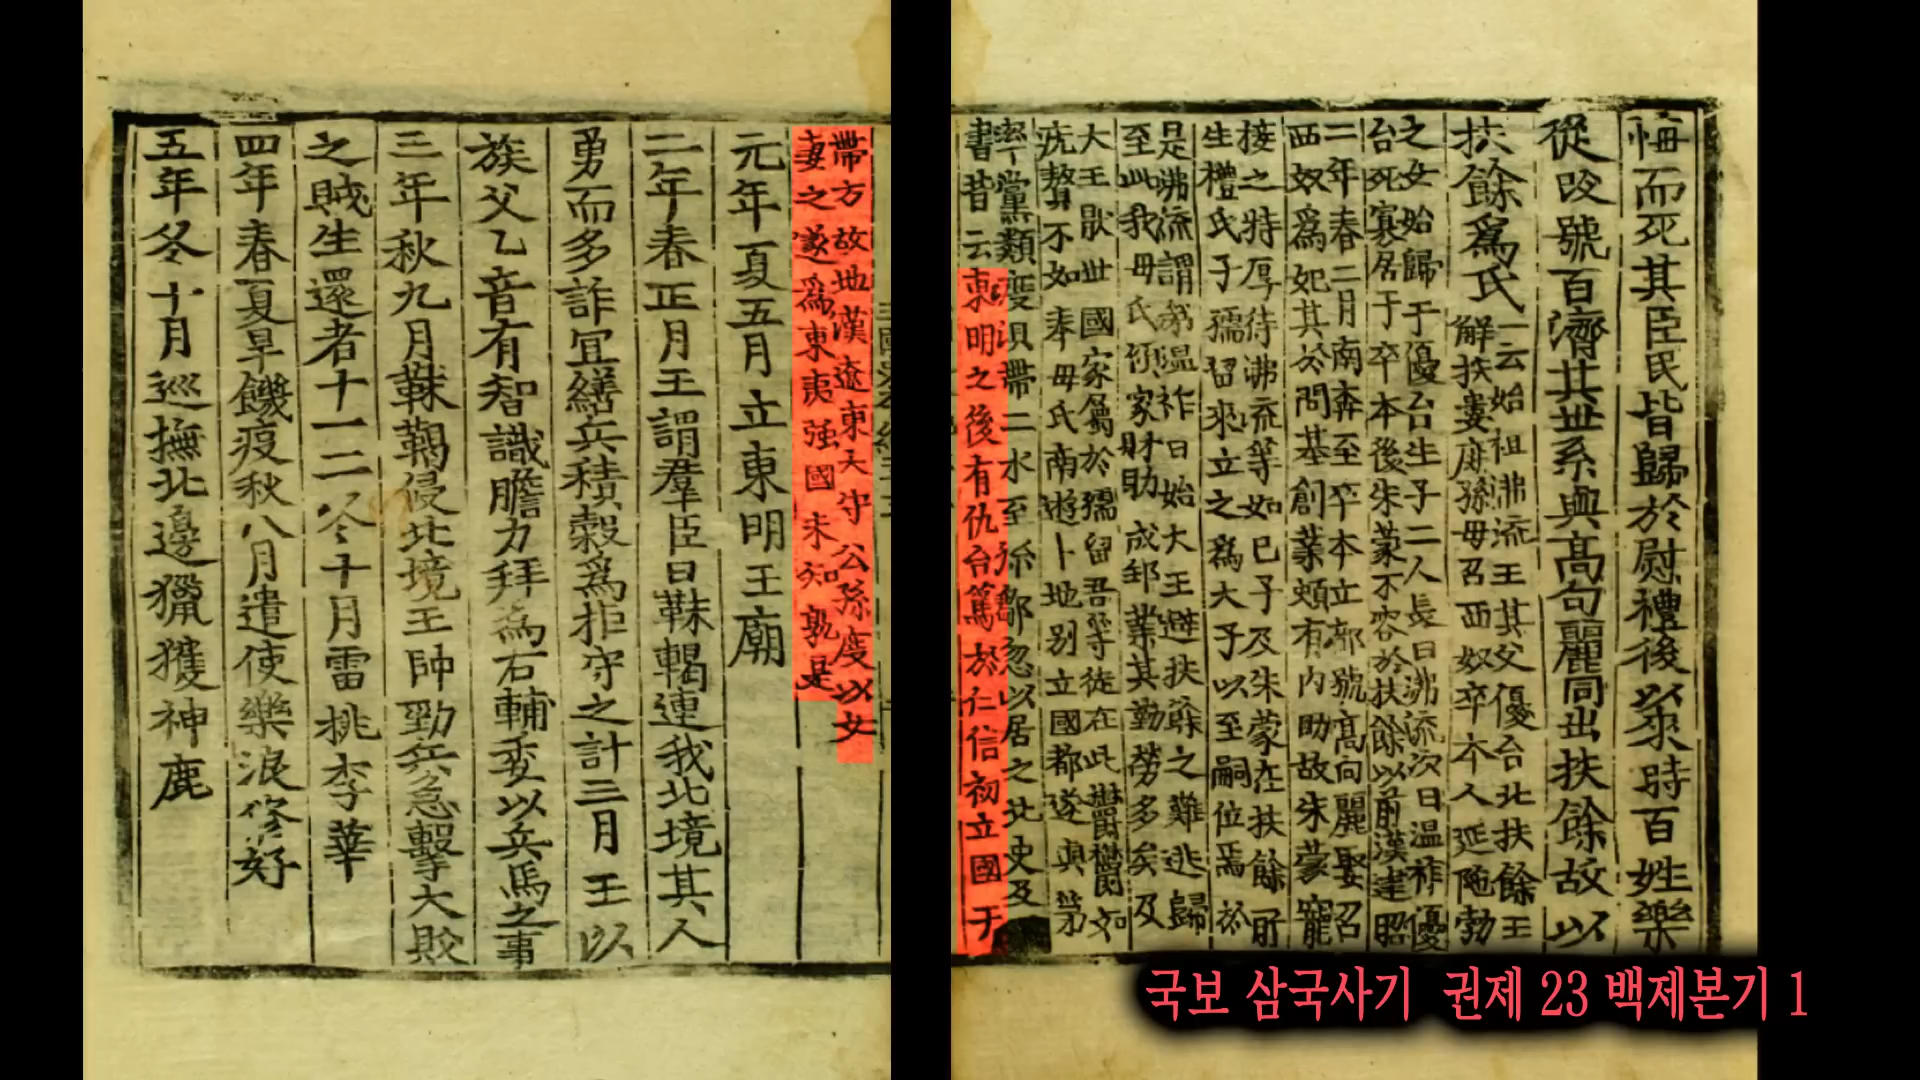 悔而死其臣民皆歸於慰禮後以來時百姓樂
從改號百濟其世系與高句麗同出扶餘故以
扶餘爲氏一云始祖沸流王其父優台北扶餘王
解扶婁庶孫母召西奴卒本人延陁勃
之女始歸于優台生子二人長曰沸流次曰溫祚優
台死寡居于卒本後朱蒙不容於扶餘以前漢建昭
二年春二月南奔至卒本立都號高句麗娶召
西奴爲妃其於開基創業頗有內助故朱蒙寵
接之特厚待沸流等如己子及朱蒙在扶餘所
生禮氏子孺留來立之爲大子以至嗣位焉於
是沸流謂弟溫祚曰始大王避扶餘之難逃歸
至此我母氏傾家財助成邦業其勤勞多矣及
大王猒世國家屬於孺留吾等徒在此鬱鬱如
疣贅不如奉母氏南遊卜地别立國都遂與弟
率黨類渡浿帶二水至弥鄒忽以居之北史及
書昔云東明之後有仇台篤於仁信初立國于
帶方故地漢遼東大守公孫度以女
妻之遂爲東夷强國未知孰是
元年夏五月立東明王廟
二年春正月王謂羣臣曰靺鞨連我北境其人
勇而多詐宜繕兵積穀爲拒守之計三月王以
族父乙音有智識膽力拜爲右輔委以兵馬之事
三年秋九月靺鞨侵北境王帥勁兵急擊大敗
之賊生還者十一二冬十月雷桃李華
四年春夏旱饑疫秋八月遣使樂浪修好
五年冬十月巡撫北邊獵獲神鹿
국보 삼국사기 권제 23 백제본기 1